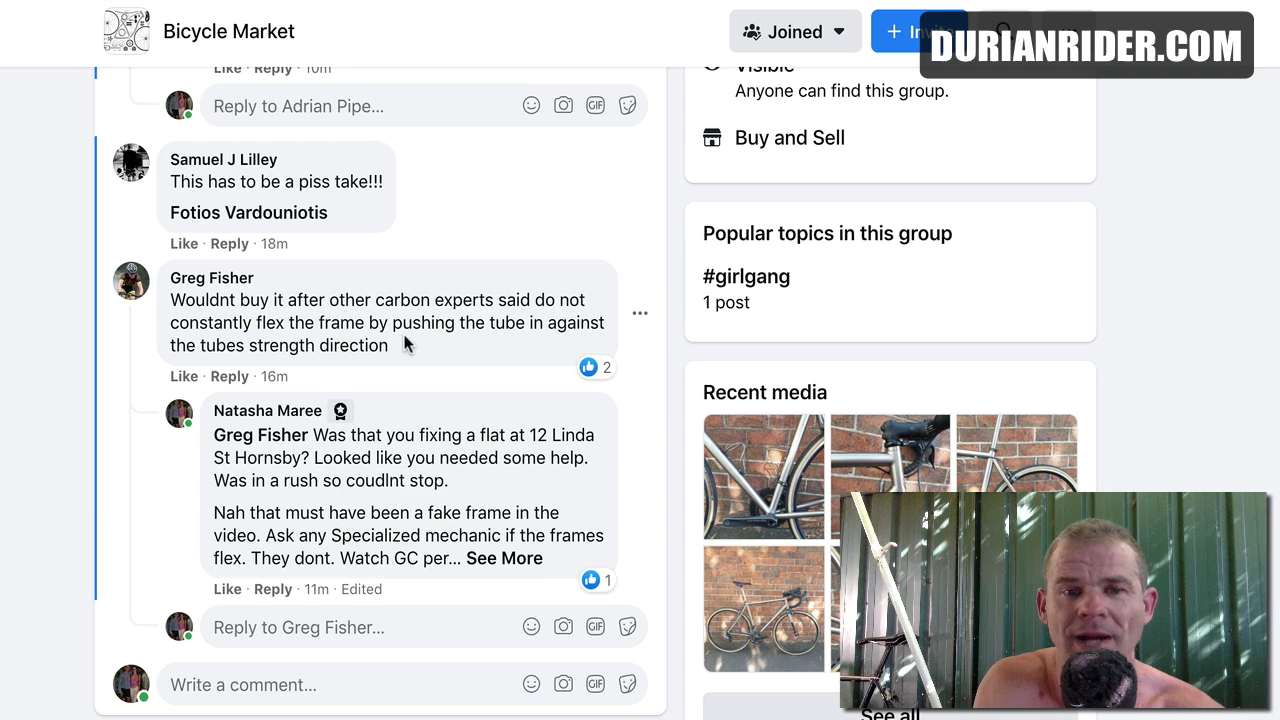 Bicycle Market
Joined
+ Invite
DURIANRIDER.COM
Like · Reply · 10m
Reply to Adrian Pipe...
GIF
Visible
Anyone can find this group.
Buy and Sell
Samuel J Lilley
This has to be a piss take!!!
Fotios Vardouniotis
Like · Reply · 18m
Popular topics in this group
#girlgang
1 post
Greg Fisher
Wouldnt buy it after other carbon experts said do not
constantly flex the frame by pushing the tube in against
the tubes strength direction
2
Like · Reply · 16m
Recent media
Natasha Maree
Greg Fisher Was that you fixing a flat at 12 Linda
St Hornsby? Looked like you needed some help.
Was in a rush so coudlnt stop.
Nah that must have been a fake frame in the
video. Ask any Specialized mechanic if the frames
flex. They dont. Watch GC per... See More
1
Like · Reply · 11m · Edited
Reply to Greg Fisher...
GIF
Write a comment...
GIF
See all